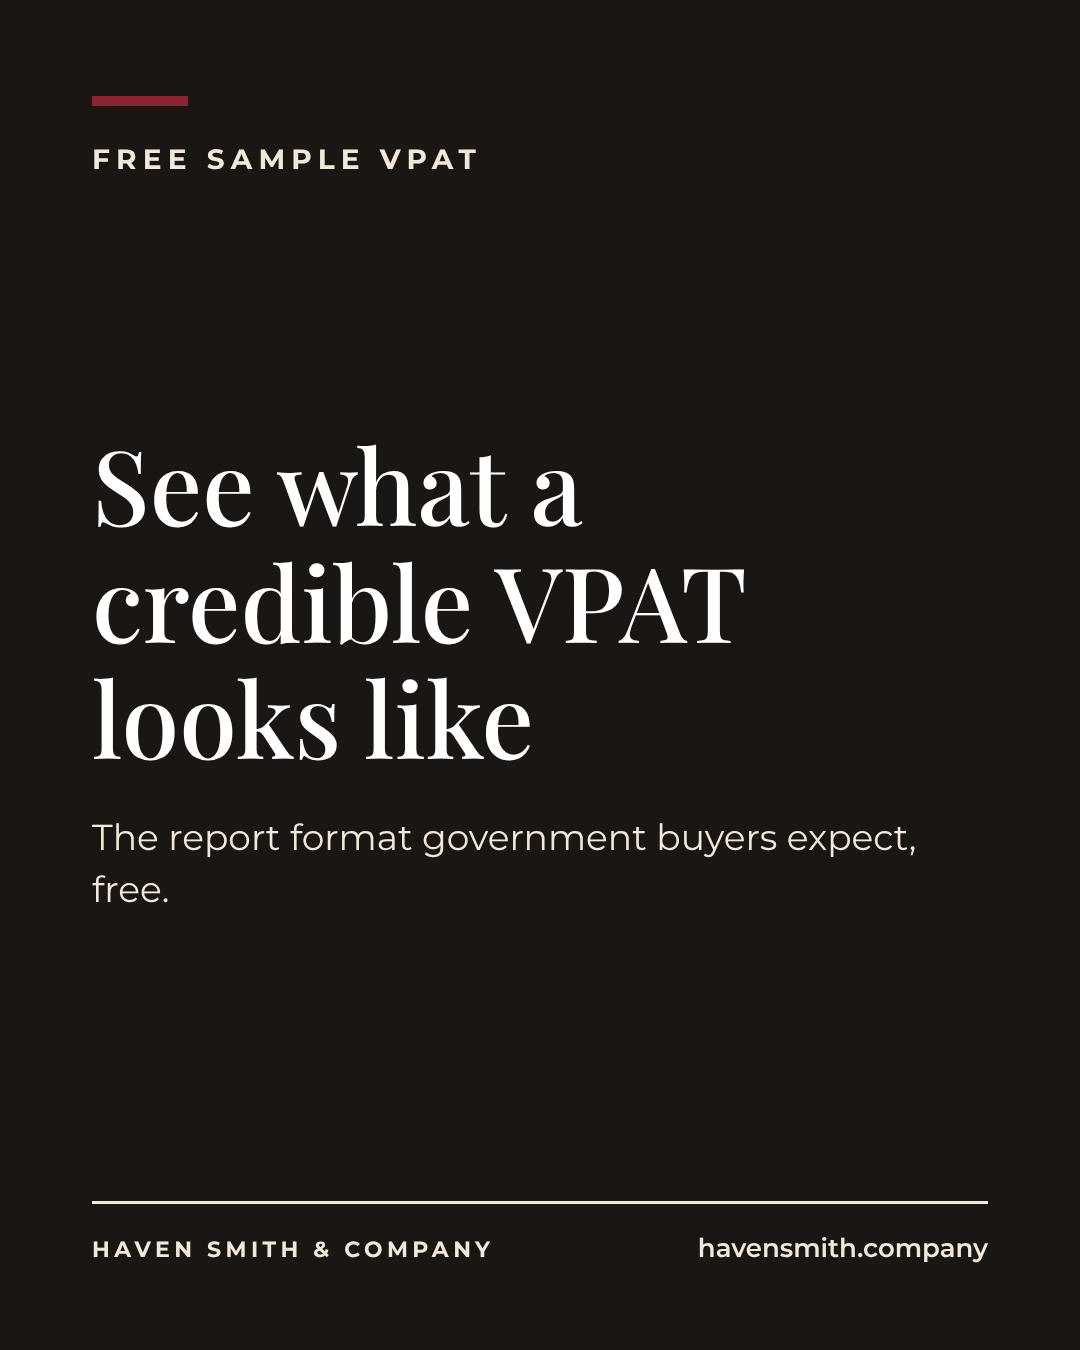 FREE SAMPLE VPAT
See what a
credible VPAT
looks like
The report format government buyers expect,
free.
HAVEN SMITH & COMPANY
havensmith.company